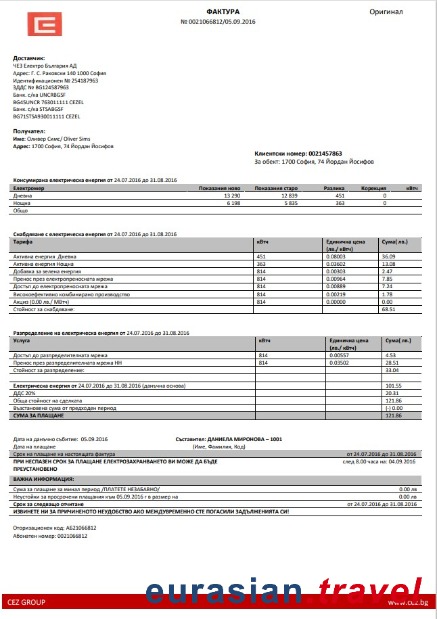 ФАКТУРА
Оригинал
№ 0021066812/05.09.2016
Доставчик:
ЧЕЗ Електро България АД
Адрес: Г. С. Раковски 140 1000 София
Идентификационен № 254187963
ЗДДС № BG124587963
Банк. с/ка UNCRBGSF
BG45UNCR 763011111 CEZEL
Банк. с/ка STSABGSF
BG71STSA930011111 CEZEL
Получател:
Име: Оливер Симс/ Oliver Sims
Адрес: 1700 София, 74 Йордан Йосифов
Клиентски номер: 0021457863
За обект: 1700 София, 74 Йордан Йосифов
Консумирана електрическа енергия от 24.07.2016 до 31.08.2016
Електромер Показание ново Показание старо Разлика Корекция кВтч
Дневна 13 290 12 839 451 0
Нощна 6 198 5 835 363 0
Общо
Снабдяване с електрическа енергия от 24.07.2016 до 31.08.2016
Тарифа кВтч Единична цена (лв./ кВтч) Сума( лв.)
Активна енергия Дневна 451 0.08003 36.09
Активна енергия Нощна 363 0.03602 13.08
Добавка за зелена енергия 814 0.00303 2.47
Пренос през електропреносната мрежа 814 0.00964 7.85
Достъп до електропреносната мрежа 814 0.00889 7.24
Високоефективно комбинирано производство 814 0.00219 1.78
Акциз (0.00 лв./ МВтч) 814 0.00000 0.00
Стойност за снабдяване: 68.51
Разпределение на електрическа енергия от 24.07.2016 до 31.08.2016
Услуга кВтч Единична цена (лв./ кВтч) Сума(лв.)
Достъп до разпределителната мрежа 814 0.00557 4.53
Пренос през разпределителната мрежа НН 814 0.03502 28.51
Стойност за разпределение: 33.04
Електрическа енергия от 24.07.2016 до 31.08.2016 (данъчна основа) 101.55
ДДС 20% 20.31
Обща стойност на сделката 121.86
Възстановена сума от предходен период (-) 0.00
СУМА ЗА ПЛАЩАНЕ 121.86
Дата на данъчно събитие: 05.09.2016 Съставител: ДАНИЕЛА МИРОНОВА – 1001
Дата на плащане (Име, Фамилия, Код)
Срок на плащане на настоящата фактура от 24.07.2016 до 31.08.2016
ПРИ НЕСПАЗЕН СРОК ЗА ПЛАЩАНЕ ЕЛЕКТРОЗАХРАНВАНЕТО ВИ МОЖЕ ДА БЪДЕ след 8.00 часа на: 04.09.2016
ПРЕУСТАНОВЕНО
ВАЖНА ИНФОРМАЦИЯ:
Сума за плащане за минал период /ПЛАТЕТЕ НЕЗАБАВНО/ 0.00 лв
Неустойки за просрочени плащания към 05.09.2016 г в размер на 0.00 лв
Срок за следващо отчитане от 24.07.2016 до 31.08.2016
ИЗВИНЕТЕ НИ ЗА ПРИЧИНЕНОТО НЕУДОБСТВО АКО МЕЖДУВРЕМЕННО СТЕ ПОГАСИЛИ ЗАДЪЛЖЕНИЯТА СИ!
Оторизационен код: А621066812
Абонатен номер: 0021066812
eurasian.travel
CEZ GROUP www.cez.bg